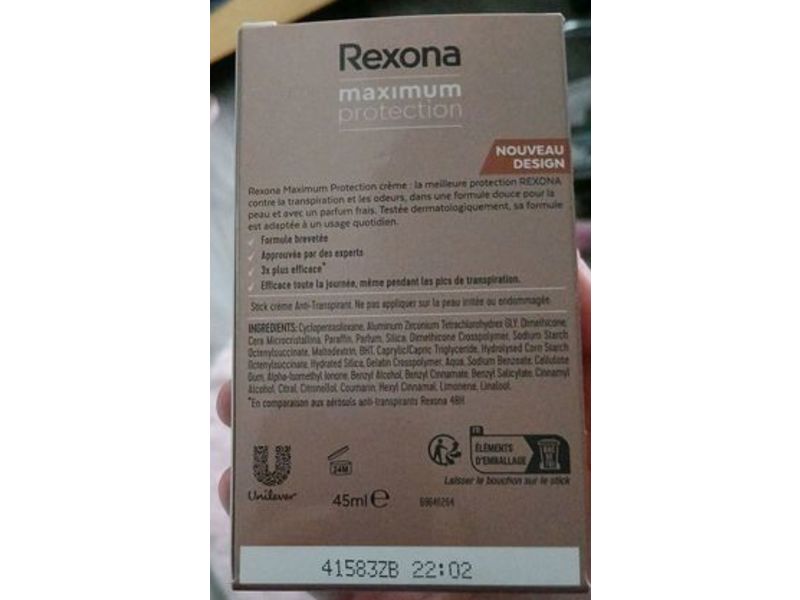 Rexona
maximum
protection
NOUVEAU
DESIGN
Rexona Maximum Protection crème : la meilleure protection REXONA
contre la transpiration et les odeurs, dans une formule douce pour la
peau et avec un parfum frais. Testée dermatologiquement, sa formule
est adaptée à un usage quotidien.
✓ Formule brevetée
✓ Approuvée par des experts
✓ 3x plus efficace*
✓ Efficace toute la journée, même pendant les pics de transpiration.
Stick crème Anti-Transpirant. Ne pas appliquer sur la peau irritée ou endommagée.
INGREDIENTS: Cyclopentasiloxane, Aluminum Zirconium Tetrachlorohydrex GLY, Dimethicone,
Cera Microcristallina, Paraffin, Parfum, Silica, Dimethicone Crosspolymer, Sodium Starch
Octenylsuccinate, Maltodextrin, BHT, Caprylic/Capric Triglyceride, Hydrolysed Corn Starch
Octenylsuccinate, Hydrated Silica, Gelatin Crosspolymer, Aqua, Sodium Benzoate, Cellulose
Gum, Alpha-Isomethyl Ionone, Benzyl Alcohol, Benzyl Cinnamate, Benzyl Salicylate, Cinnamyl
Alcohol, Citral, Citronellol, Coumarin, Hexyl Cinnamal, Limonene, Linalool.
*En comparaison aux aérosols anti-transpirants Rexona 48H
FR
ÉLÉMENTS
D'EMBALLAGE
BAC
DE TRI
Laisser le bouchon sur le stick
Unilever
24M
45ml e
69646264
41583ZB 22:02